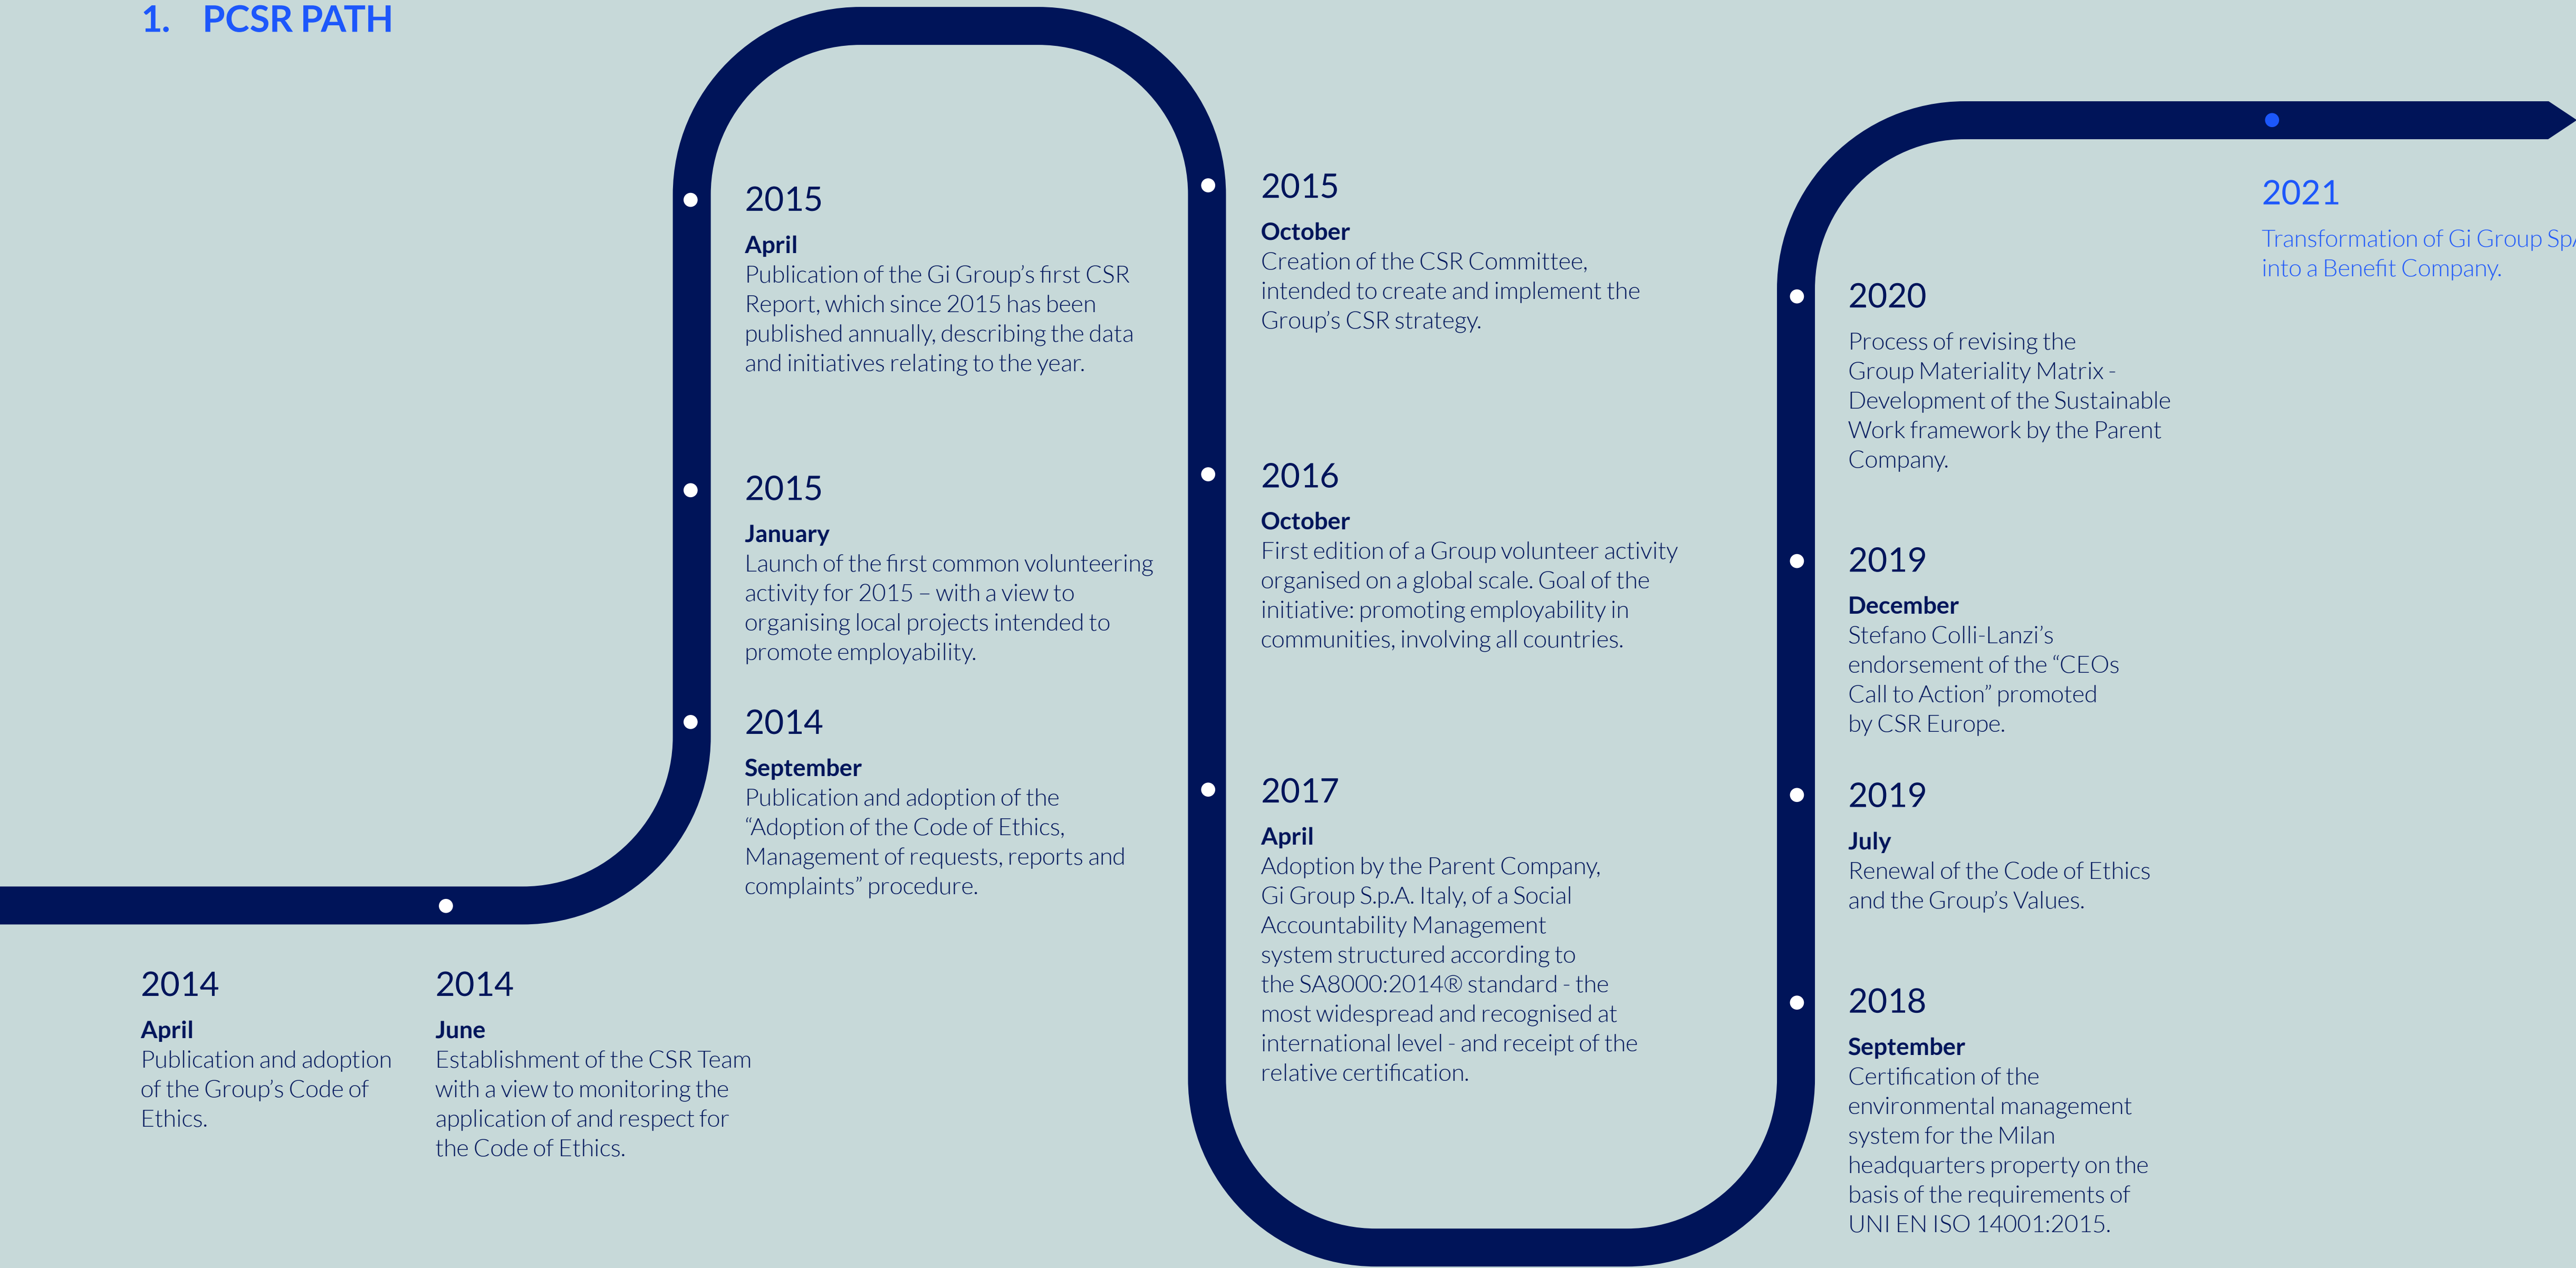 1. PCSR PATH
2014
April
Publication and adoption
of the Group’s Code of
Ethics.
2014
June
Establishment of the CSR Team
with a view to monitoring the
application of and respect for
the Code of Ethics.
2015
April
Publication of the Gi Group’s first CSR
Report, which since 2015 has been
published annually, describing the data
and initiatives relating to the year.
2015
January
Launch of the first common volunteering
activity for 2015 – with a view to
organising local projects intended to
promote employability.
2014
September
Publication and adoption of the
“Adoption of the Code of Ethics,
Management of requests, reports and
complaints” procedure.
2015
October
Creation of the CSR Committee,
intended to create and implement the
Group’s CSR strategy.
2016
October
First edition of a Group volunteer activity
organised on a global scale. Goal of the
initiative: promoting employability in
communities, involving all countries.
2017
April
Adoption by the Parent Company,
Gi Group S.p.A. Italy, of a Social
Accountability Management
system structured according to
the SA8000:2014® standard - the
most widespread and recognised at
international level - and receipt of the
relative certification.
2020
Process of revising the
Group Materiality Matrix -
Development of the Sustainable
Work framework by the Parent
Company.
2019
December
Stefano Colli-Lanzi’s
endorsement of the “CEOs
Call to Action” promoted
by CSR Europe.
2019
July
Renewal of the Code of Ethics
and the Group’s Values.
2018
September
Certification of the
environmental management
system for the Milan
headquarters property on the
basis of the requirements of
UNI EN ISO 14001:2015.
2021
Transformation of Gi Group SpA
into a Benefit Company.